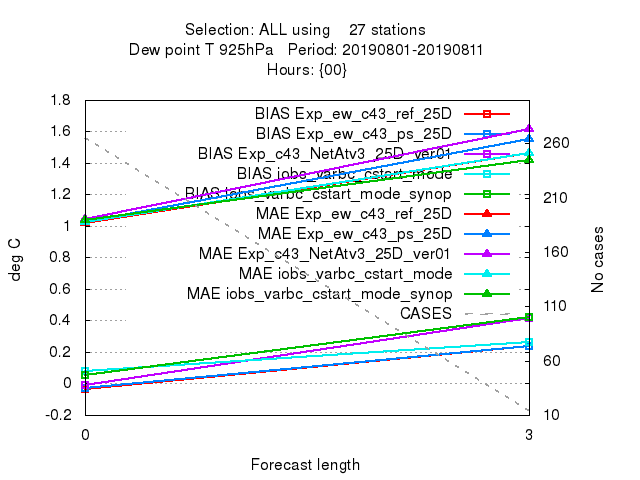 Selection: ALL using 27 stations
Dew point T 925hPa Period: 20190801-20190811
Hours: {00}
1.8
1.6
1.4
1.2
1
0.8
0.6
0.4
0.2
0
-0.2
deg C
BIAS Exp_ew_c43_ref_25D
BIAS Exp_ew_c43_ps_25D
BIAS Exp_c43_NetAtv3_25D_ver01
BIAS iobs_varbc_cstart_mode
BIAS iobs_varbc_cstart_mode_synop
MAE Exp_ew_c43_ref_25D
MAE Exp_ew_c43_ps_25D
MAE Exp_c43_NetAtv3_25D_ver01
MAE iobs_varbc_cstart_mode
MAE iobs_varbc_cstart_mode_synop
CASES
260
210
160
110
60
10
No cases
0
3
Forecast length